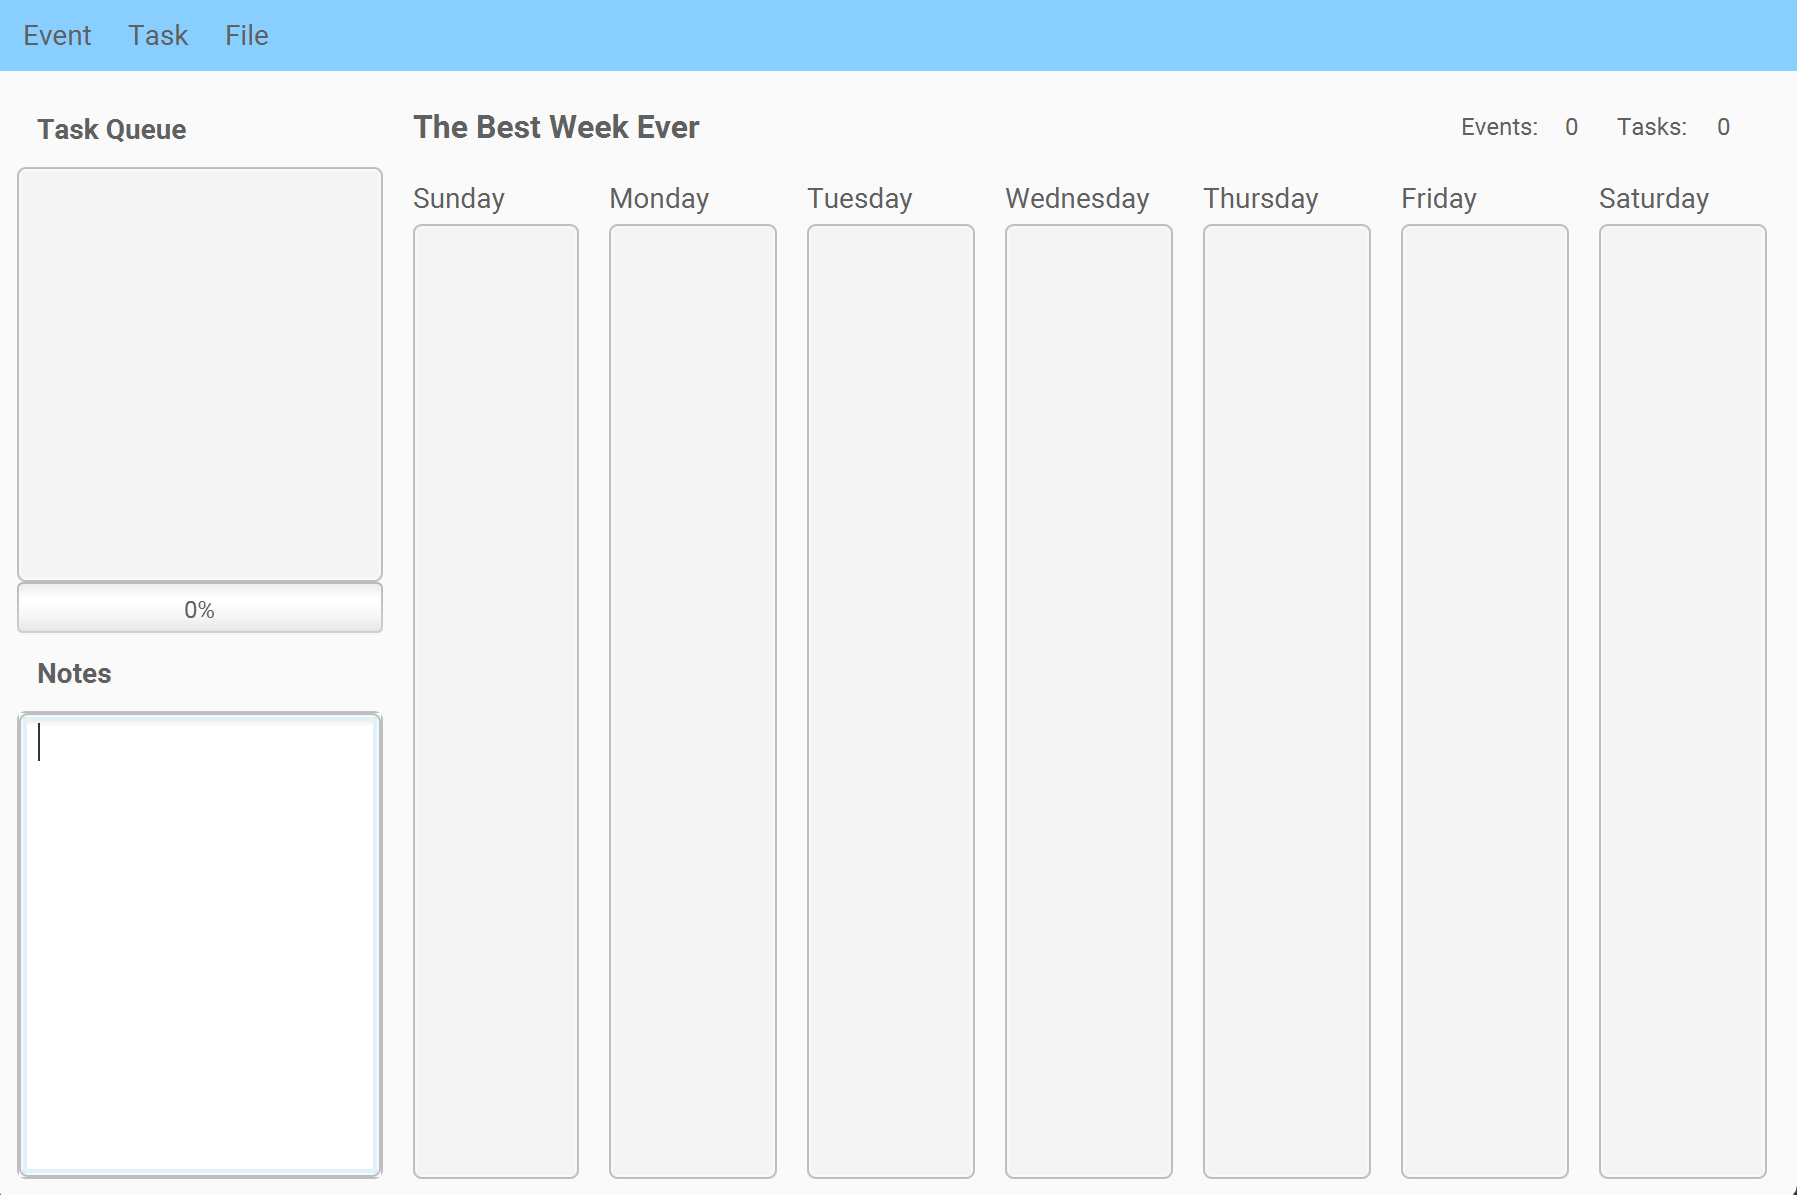 Event Task File
Task Queue
0%
Notes
The Best Week Ever
Events: 0 Tasks: 0
Sunday Monday Tuesday Wednesday Thursday Friday Saturday